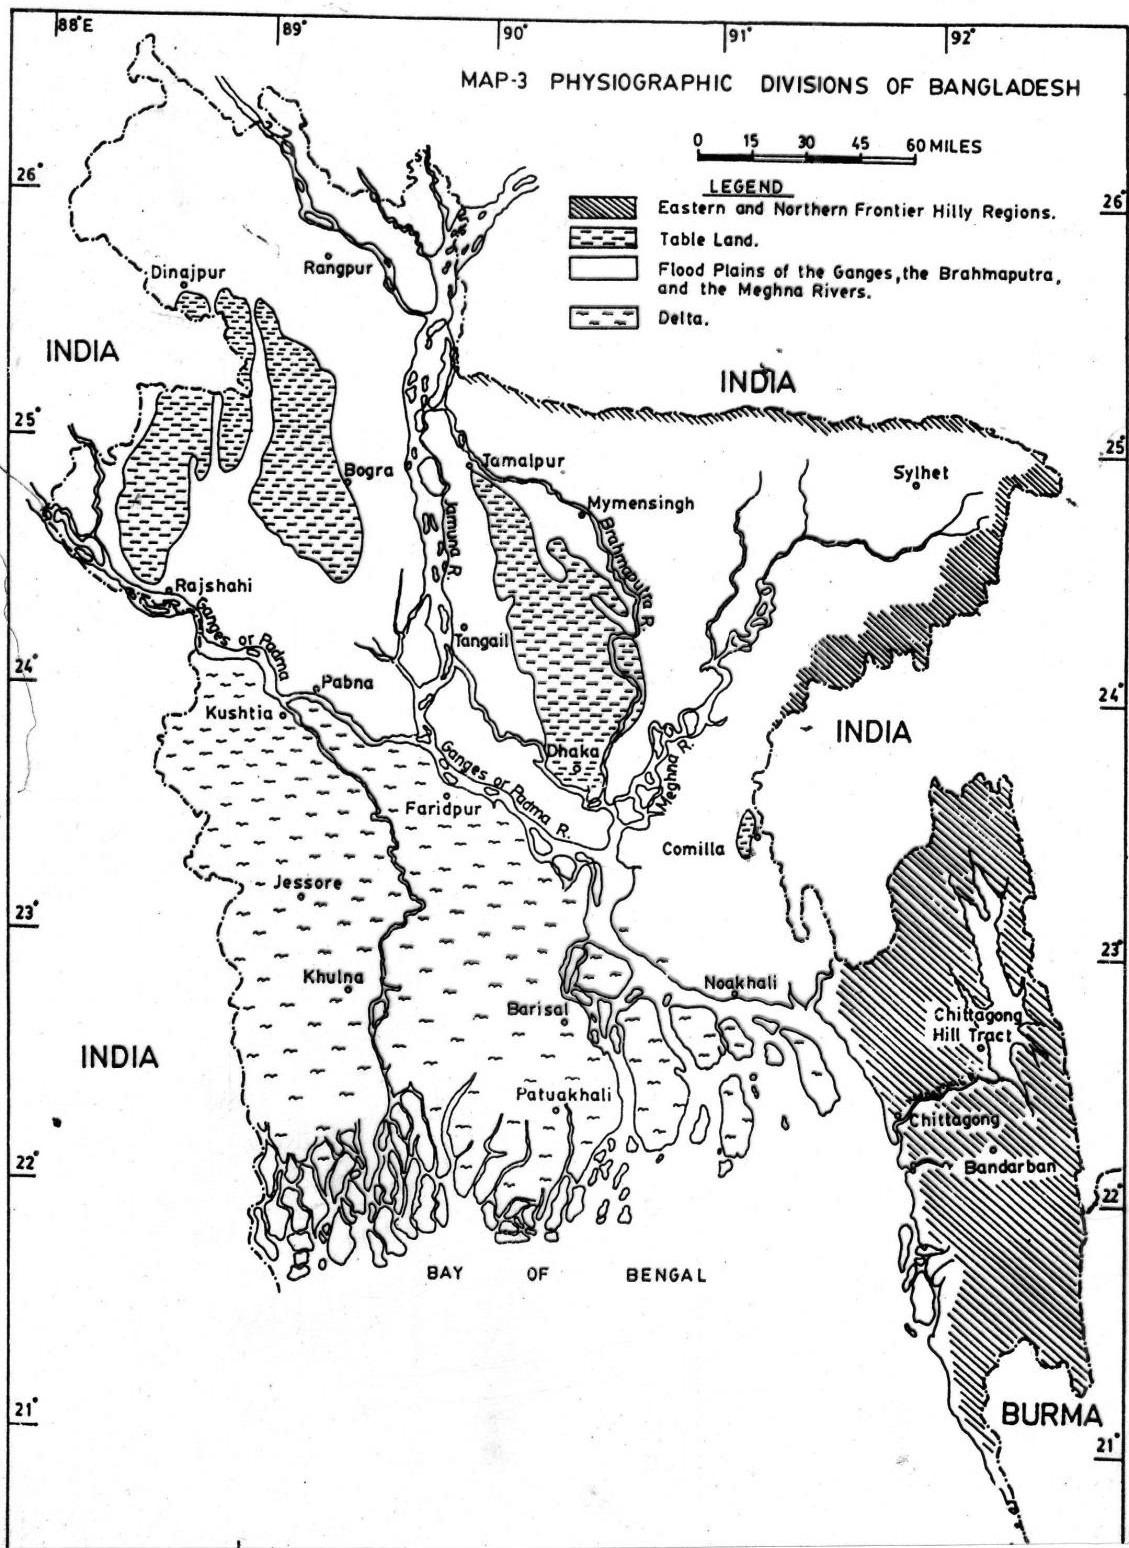 88°E 89° 90° 91° 92°
MAP-3 PHYSIOGRAPHIC DIVISIONS OF BANGLADESH
0 15 30 45 60 MILES
LEGEND
Eastern and Northern Frontier Hilly Regions.
Table Land.
Flood Plains of the Ganges, the Brahmaputra,
and the Meghna Rivers.
Delta.
26°
26°
Dinajpur
Rangpur
INDIA
INDIA
25°
25°
Bogra
Jamalpur
Mymensingh
Sylhet
Jamuna R.
Brahmaputra R.
Rajshahi
Ganges or Padma
Tangail
24°
24°
Pabna
Kushtia
INDIA
Dhaka
Ganges or Padma R.
Meghna R.
Faridpur
Comilla
Jessore
23°
23°
Khulna
Noakhali
Barisal
Chittagong
Hill Tract
INDIA
Patuakhali
Chittagong
Bandarban
22°
22°
BAY OF BENGAL
BURMA
21°
21°